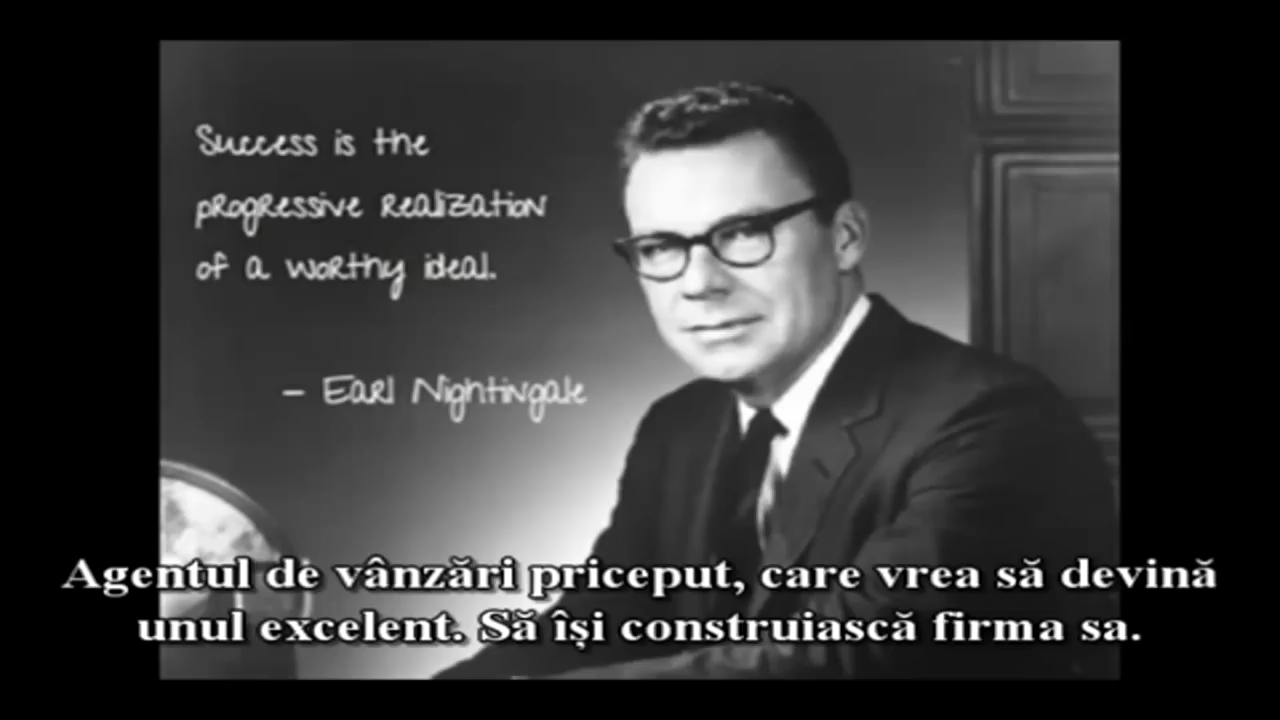 Success is the
progressive realization
of a worthy ideal.
- Earl Nightingale
Agentul de vânzări priceput, care vrea să devină
unul excelent. Să își construiască firma sa.